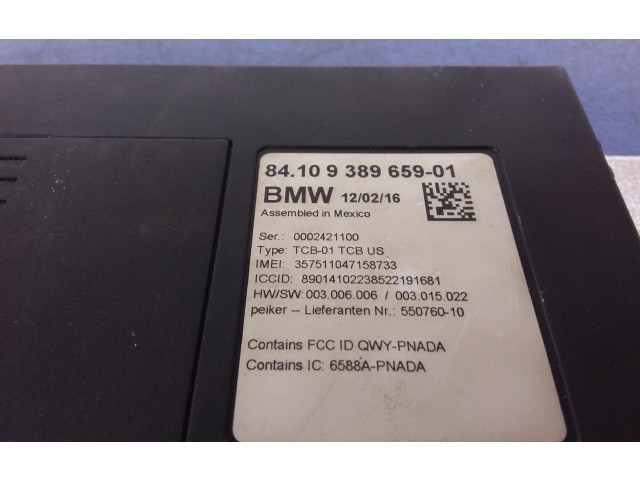 84.10 9 389 659-01
BMW 12/02/16
Assembled in Mexico
Ser.: 0002421100
Type: TCB-01 TCB US
IMEI: 357511047158733
ICCID: 89014102238522191681
HW/SW: 003.006.006 / 003.015.022
peiker – Lieferanten Nr.: 550760-10
Contains FCC ID QWY-PNADA
Contains IC: 6588A-PNADA